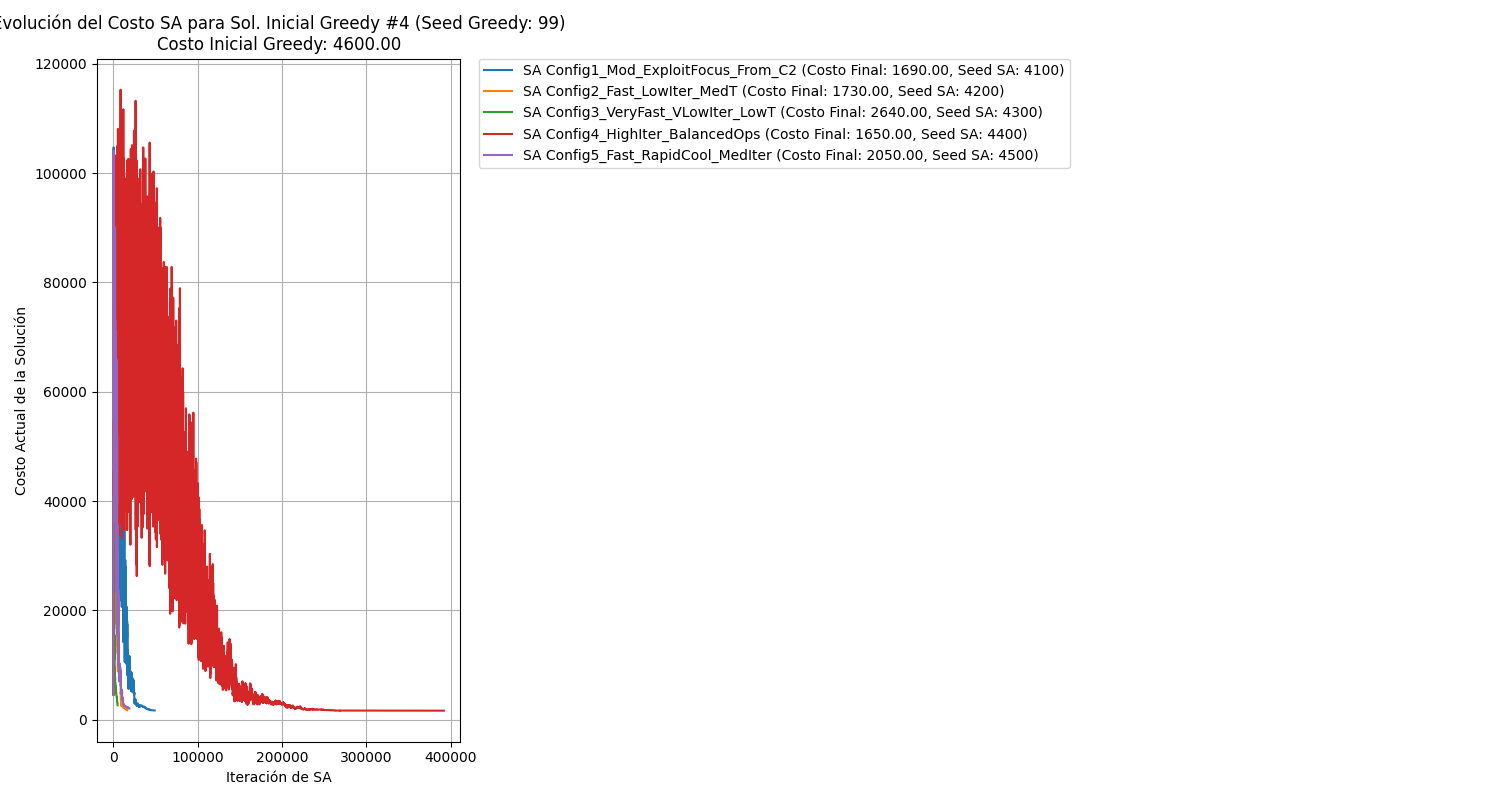 Evolución del Costo SA para Sol. Inicial Greedy #4 (Seed Greedy: 99)
Costo Inicial Greedy: 4600.00
SA Config1_Mod_ExploitFocus_From_C2 (Costo Final: 1690.00, Seed SA: 4100)
SA Config2_Fast_LowIter_MedT (Costo Final: 1730.00, Seed SA: 4200)
SA Config3_VeryFast_VLowIter_LowT (Costo Final: 2640.00, Seed SA: 4300)
SA Config4_HighIter_BalancedOps (Costo Final: 1650.00, Seed SA: 4400)
SA Config5_Fast_RapidCool_MedIter (Costo Final: 2050.00, Seed SA: 4500)
Costo Actual de la Solución
120000
100000
80000
60000
40000
20000
0
0 100000 200000 300000 400000
Iteración de SA